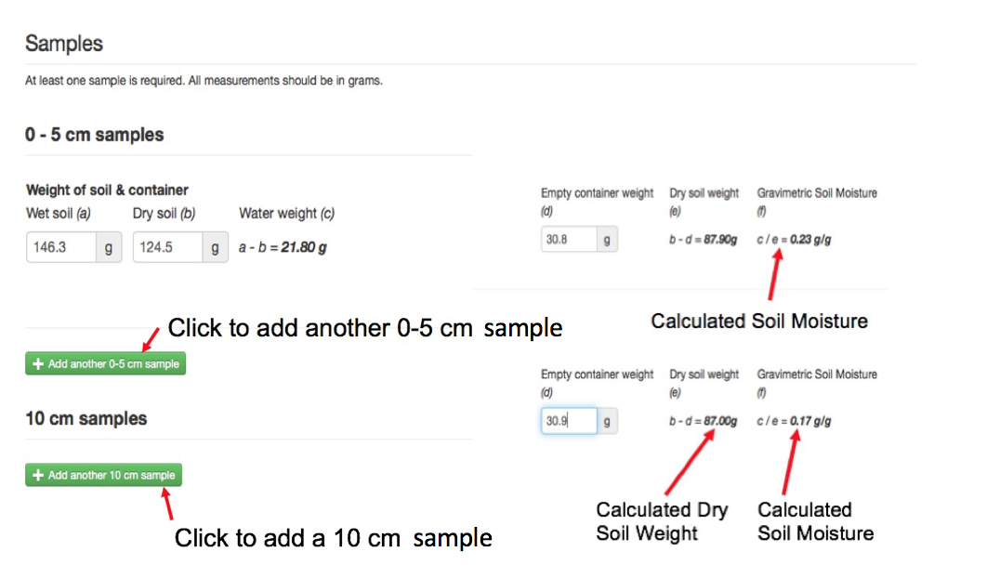 Samples
At least one sample is required. All measurements should be in grams.
0 - 5 cm samples
Weight of soil & container
Wet soil (a) Dry soil (b) Water weight (c)
146.3 g 124.5 g a - b = 21.80 g
Empty container weight Dry soil weight Gravimetric Soil Moisture
(d) (e) (f)
30.8 g b - d = 87.90g c / e = 0.23 g/g
Calculated Soil Moisture
Click to add another 0-5 cm sample
+ Add another 0-5 cm sample
Empty container weight Dry soil weight Gravimetric Soil Moisture
(d) (e) (f)
30.9 g b - d = 87.00g c / e = 0.17 g/g
10 cm samples
+ Add another 10 cm sample
Click to add a 10 cm sample
Calculated Dry
Soil Weight
Calculated
Soil Moisture